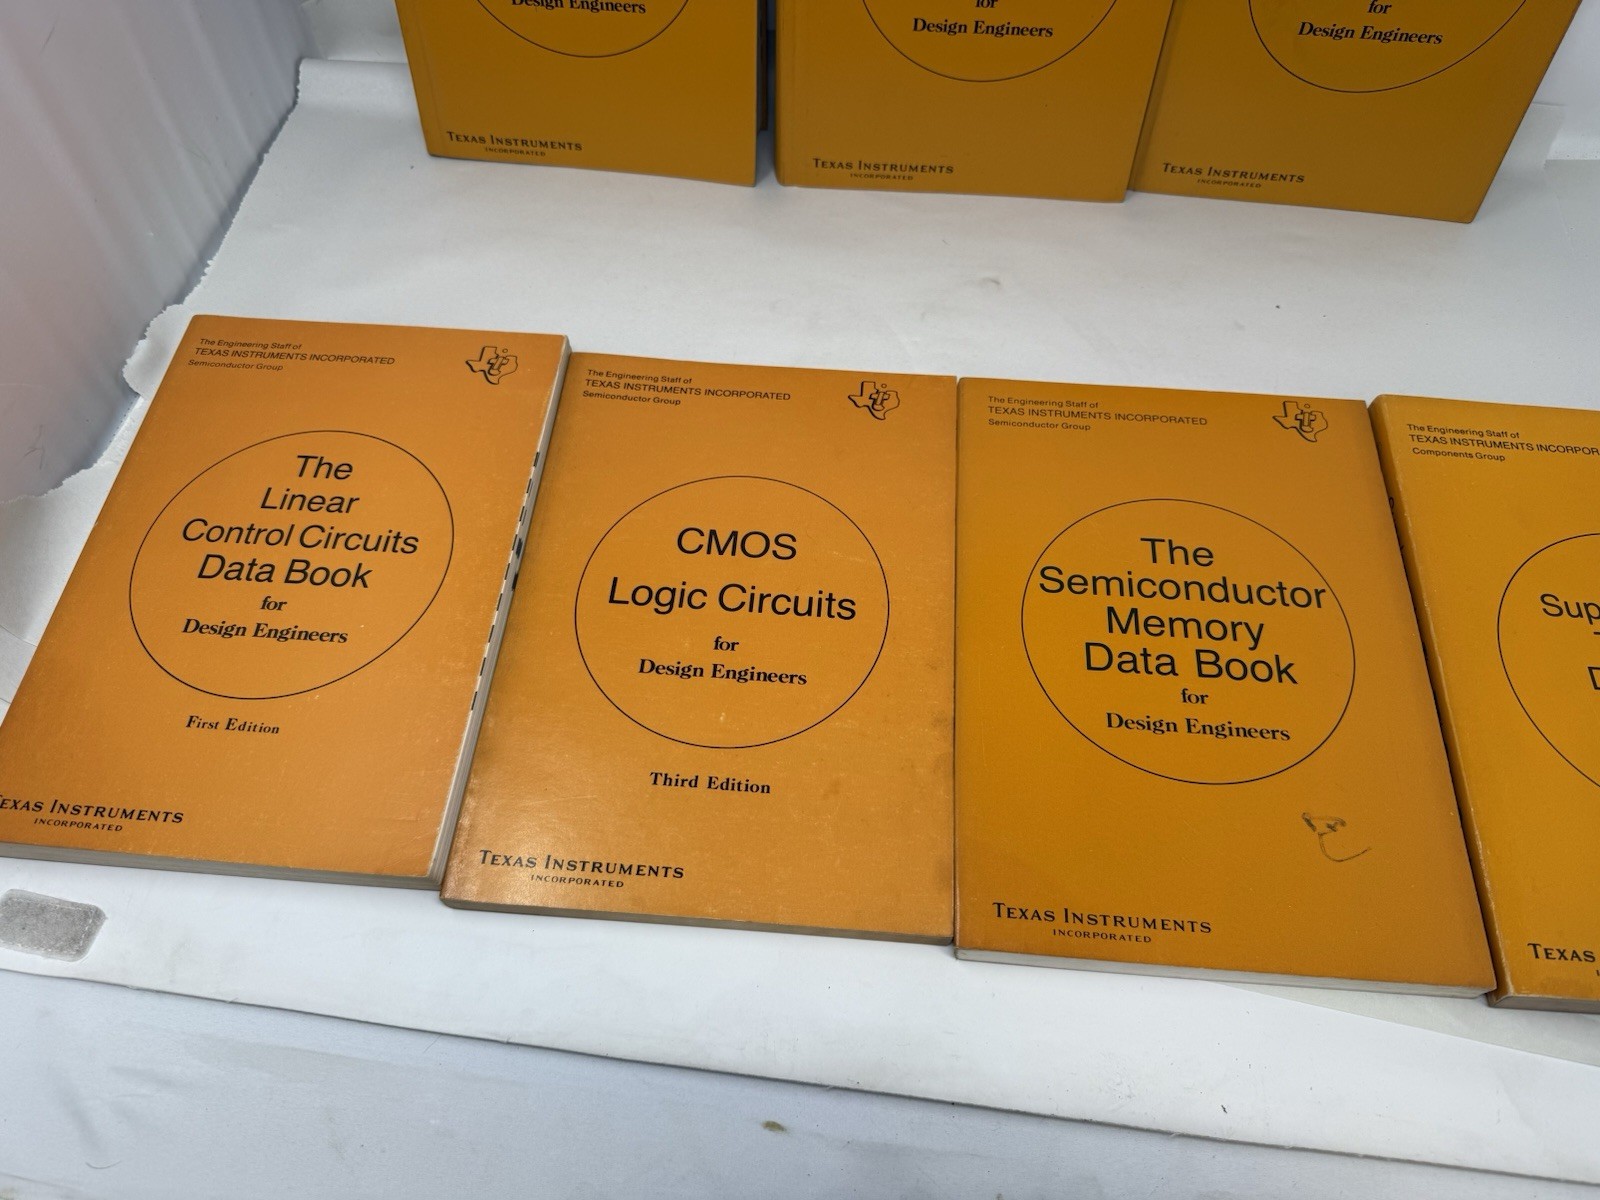 Design Engineers
TEXAS INSTRUMENTS
INCORPORATED
for
Design Engineers
TEXAS INSTRUMENTS
INCORPORATED
for
Design Engineers
TEXAS INSTRUMENTS
INCORPORATED
The Engineering Staff of
TEXAS INSTRUMENTS INCORPORATED
Semiconductor Group
The
Linear
Control Circuits
Data Book
for
Design Engineers
First Edition
TEXAS INSTRUMENTS
INCORPORATED
The Engineering Staff of
TEXAS INSTRUMENTS INCORPORATED
Semiconductor Group
CMOS
Logic Circuits
for
Design Engineers
Third Edition
TEXAS INSTRUMENTS
INCORPORATED
The Engineering Staff of
TEXAS INSTRUMENTS INCORPORATED
Semiconductor Group
The
Semiconductor
Memory
Data Book
for
Design Engineers
TEXAS INSTRUMENTS
INCORPORATED
The Engineering Staff of
TEXAS INSTRUMENTS INCORPOR
Components Group
Sup
TEXAS